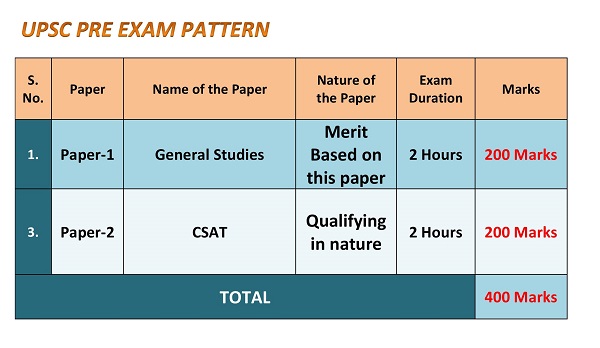 UPSC PRE EXAM PATTERN
S. No. Paper Name of the Paper Nature of the Paper Exam Duration Marks
1. Paper-1 General Studies Merit Based on this paper 2 Hours 200 Marks
3. Paper-2 CSAT Qualifying in nature 2 Hours 200 Marks
TOTAL 400 Marks